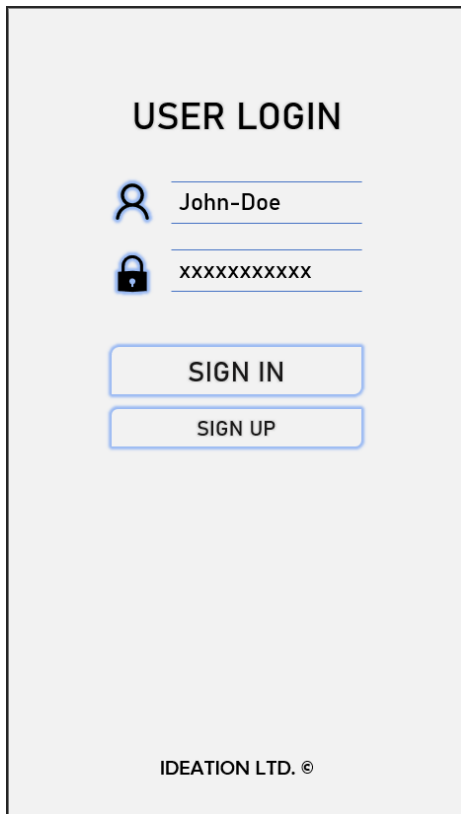 USER LOGIN
John-Doe
xxxxxxxxxxx
SIGN IN
SIGN UP
IDEATION LTD. ©